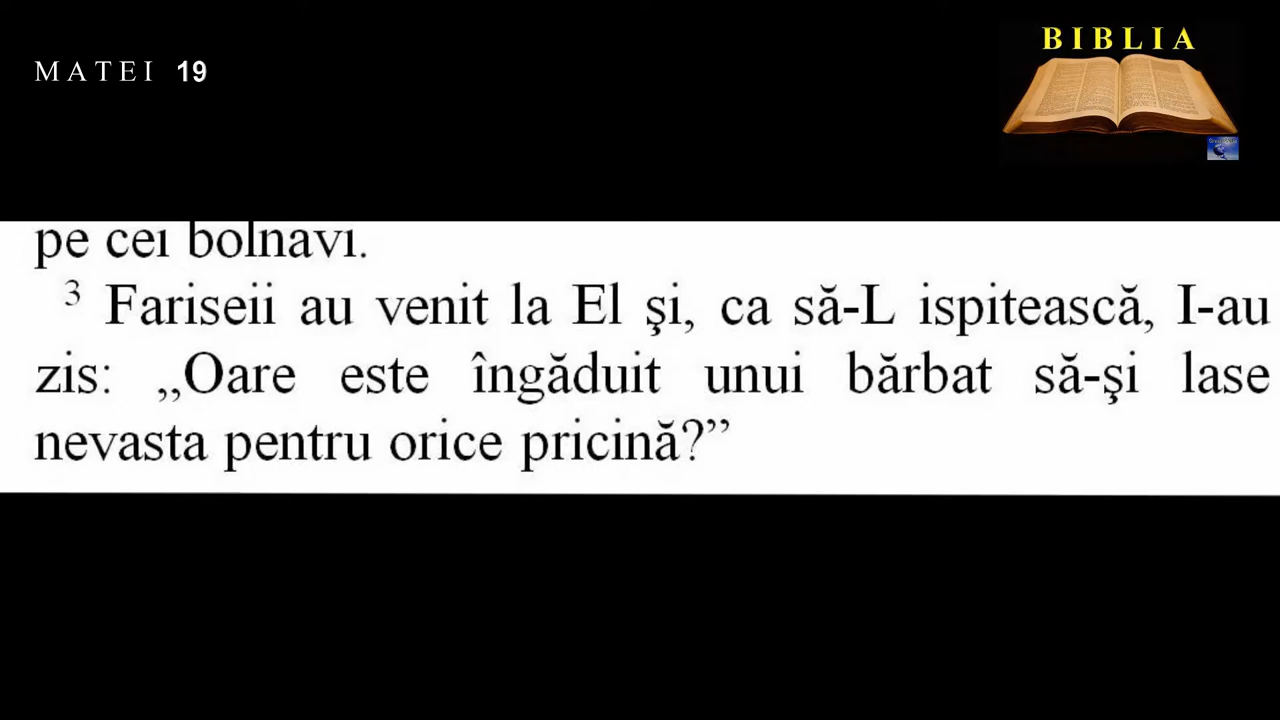 MATEI 19
BIBLIA
pe cei bolnavi.
3 Fariseii au venit la El şi, ca să-L ispitească, I-au
zis: „Oare este îngăduit unui bărbat să-şi lase
nevasta pentru orice pricină?”